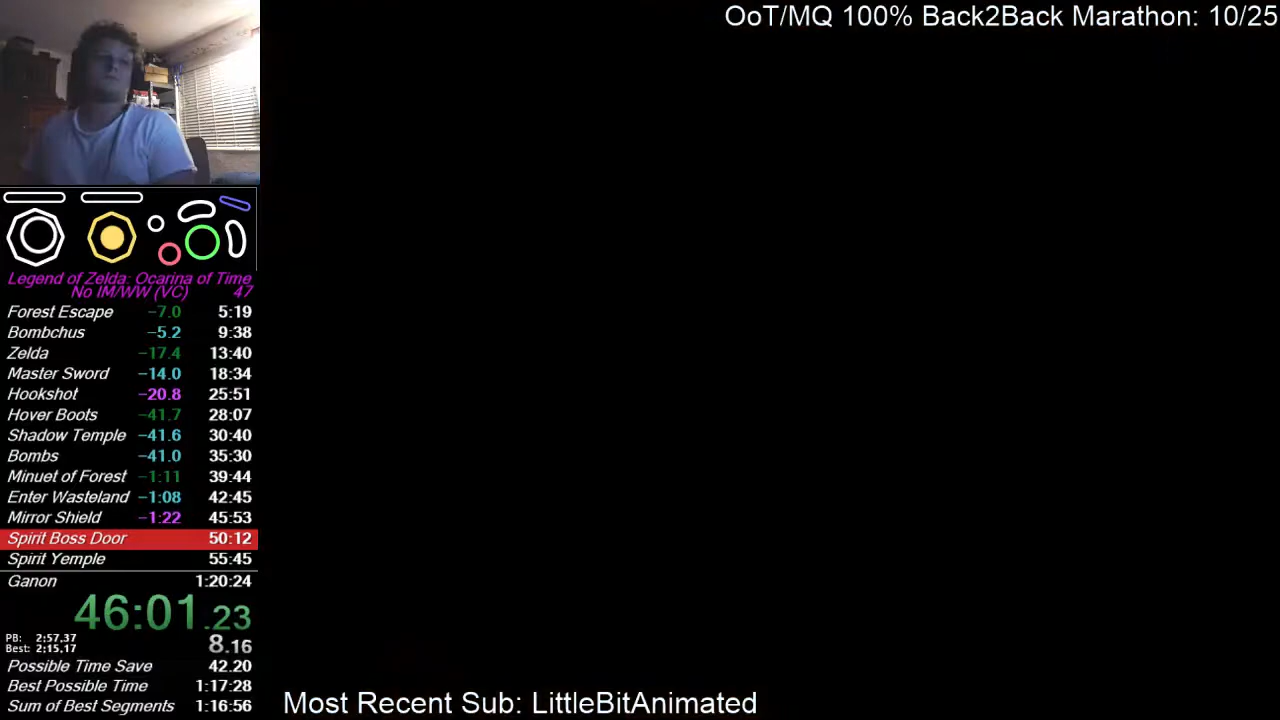 OoT/MQ 100% Back2Back Marathon: 10/25
Legend of Zelda: Ocarina of Time
No IM/WW (VC) 47
Forest Escape -7.0 5:19
Bombchus -5.2 9:38
Zelda -17.4 13:40
Master Sword -14.0 18:34
Hookshot -20.8 25:51
Hover Boots -41.7 28:07
Shadow Temple -41.6 30:40
Bombs -41.0 35:30
Minuet of Forest -1:11 39:44
Enter Wasteland -1:08 42:45
Mirror Shield -1:22 45:53
Spirit Boss Door 50:12
Spirit Yemple 55:45
Ganon 1:20:24
46:01.23
PB: 2:57.37 8.16
Best: 2:15.17
Possible Time Save 42.20
Best Possible Time 1:17:28
Sum of Best Segments 1:16:56
Most Recent Sub: LittleBitAnimated